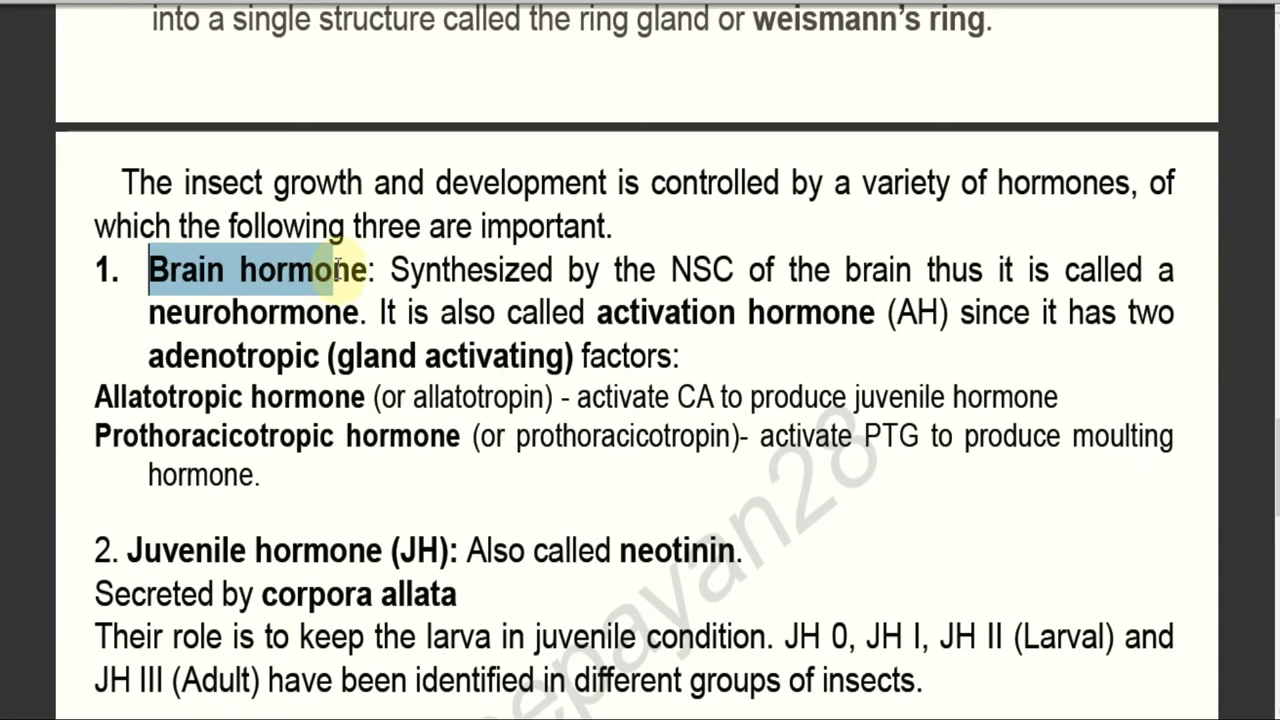 into a single structure called the ring gland or weismann's ring.
The insect growth and development is controlled by a variety of hormones, of
which the following three are important.
1. Brain hormone: Synthesized by the NSC of the brain thus it is called a
neurohormone. It is also called activation hormone (AH) since it has two
adenotropic (gland activating) factors:
Allatotropic hormone (or allatotropin) - activate CA to produce juvenile hormone
Prothoracicotropic hormone (or prothoracicotropin)- activate PTG to produce moulting
hormone.
2. Juvenile hormone (JH): Also called neotinin.
Secreted by corpora allata
Their role is to keep the larva in juvenile condition. JH 0, JH I, JH II (Larval) and
JH III (Adult) have been identified in different groups of insects.